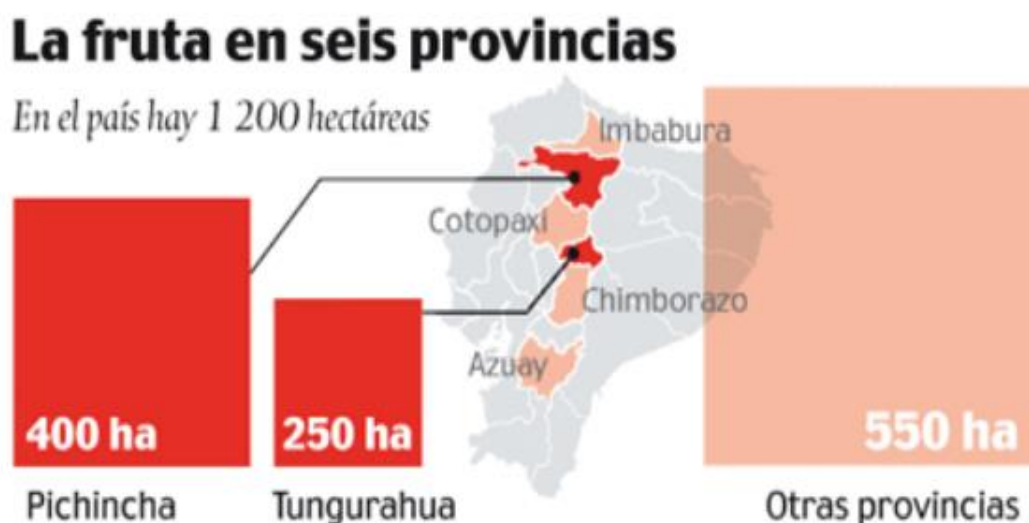 La fruta en seis provincias
En el país hay 1 200 hectáreas
Imbabura
Cotopaxi
Chimborazo
Azuay
400 ha
250 ha
550 ha
Pichincha
Tungurahua
Otras provincias